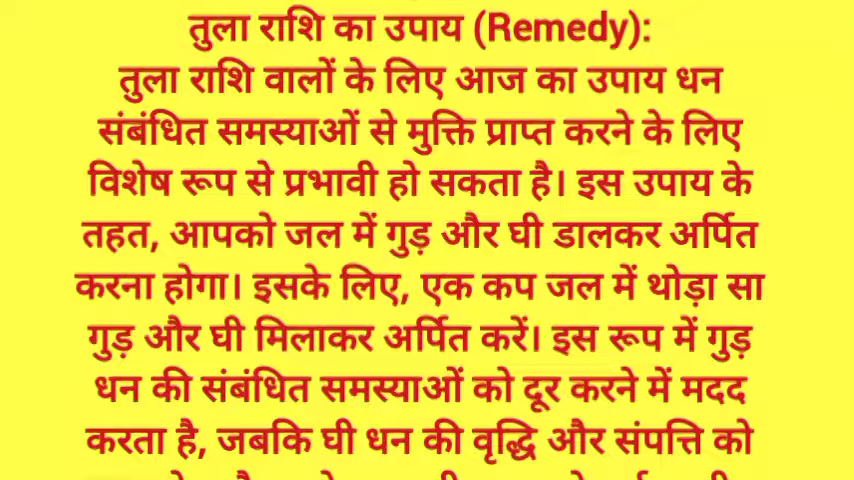 तुला राशि का उपाय (Remedy):
तुला राशि वालों के लिए आज का उपाय धन
संबंधित समस्याओं से मुक्ति प्राप्त करने के लिए
विशेष रूप से प्रभावी हो सकता है। इस उपाय के
तहत, आपको जल में गुड़ और घी डालकर अर्पित
करना होगा। इसके लिए, एक कप जल में थोड़ा सा
गुड़ और घी मिलाकर अर्पित करें। इस रूप में गुड़
धन की संबंधित समस्याओं को दूर करने में मदद
करता है, जबकि घी धन की वृद्धि और संपत्ति को